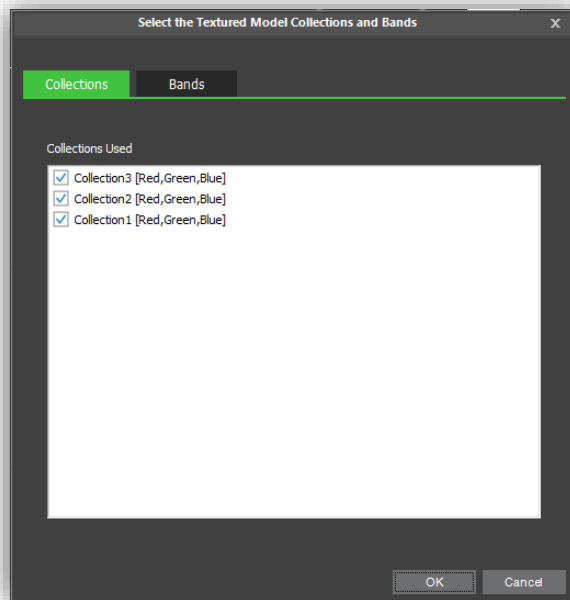 Select the Textured Model Collections and Bands x
Collections Bands
Collections Used
Collection3 [Red,Green,Blue]
Collection2 [Red,Green,Blue]
Collection1 [Red,Green,Blue]
OK Cancel